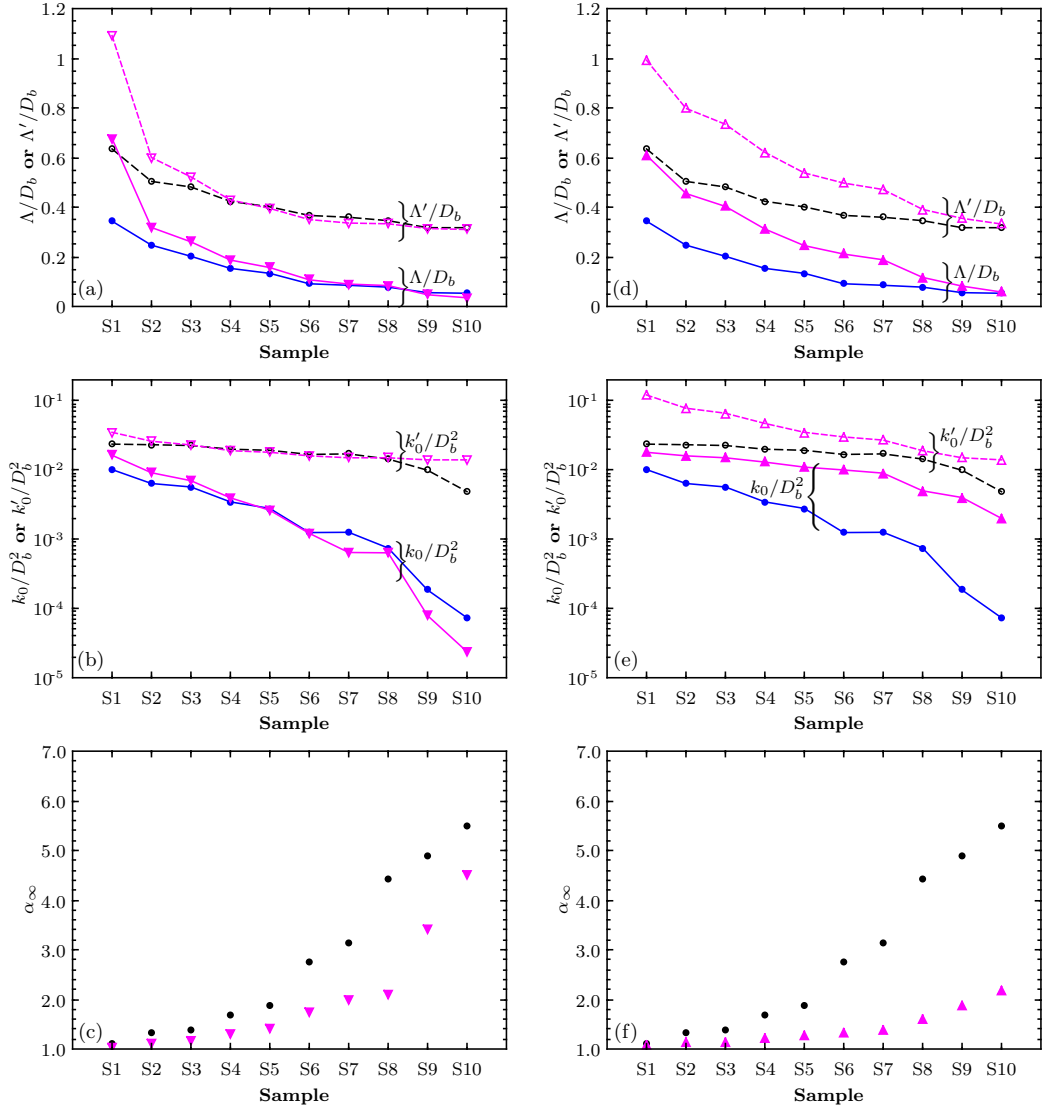 1.2
1
0.8
0.6
0.4
0.2
0
Λ/D_b or Λ′/D_b
Λ′/D_b
Λ/D_b
(a)
S1 S2 S3 S4 S5 S6 S7 S8 S9 S10
Sample
1.2
1
0.8
0.6
0.4
0.2
0
Λ/D_b or Λ′/D_b
Λ′/D_b
Λ/D_b
(d)
S1 S2 S3 S4 S5 S6 S7 S8 S9 S10
Sample
10^-1
10^-2
10^-3
10^-4
10^-5
k_0/D_b^2 or k_0′/D_b^2
k_0′/D_b^2
k_0/D_b^2
(b)
S1 S2 S3 S4 S5 S6 S7 S8 S9 S10
Sample
10^-1
10^-2
10^-3
10^-4
10^-5
k_0/D_b^2 or k_0′/D_b^2
k_0′/D_b^2
k_0/D_b^2
(e)
S1 S2 S3 S4 S5 S6 S7 S8 S9 S10
Sample
7.0
6.0
5.0
4.0
3.0
2.0
1.0
α_∞
(c)
S1 S2 S3 S4 S5 S6 S7 S8 S9 S10
Sample
7.0
6.0
5.0
4.0
3.0
2.0
1.0
α_∞
(f)
S1 S2 S3 S4 S5 S6 S7 S8 S9 S10
Sample